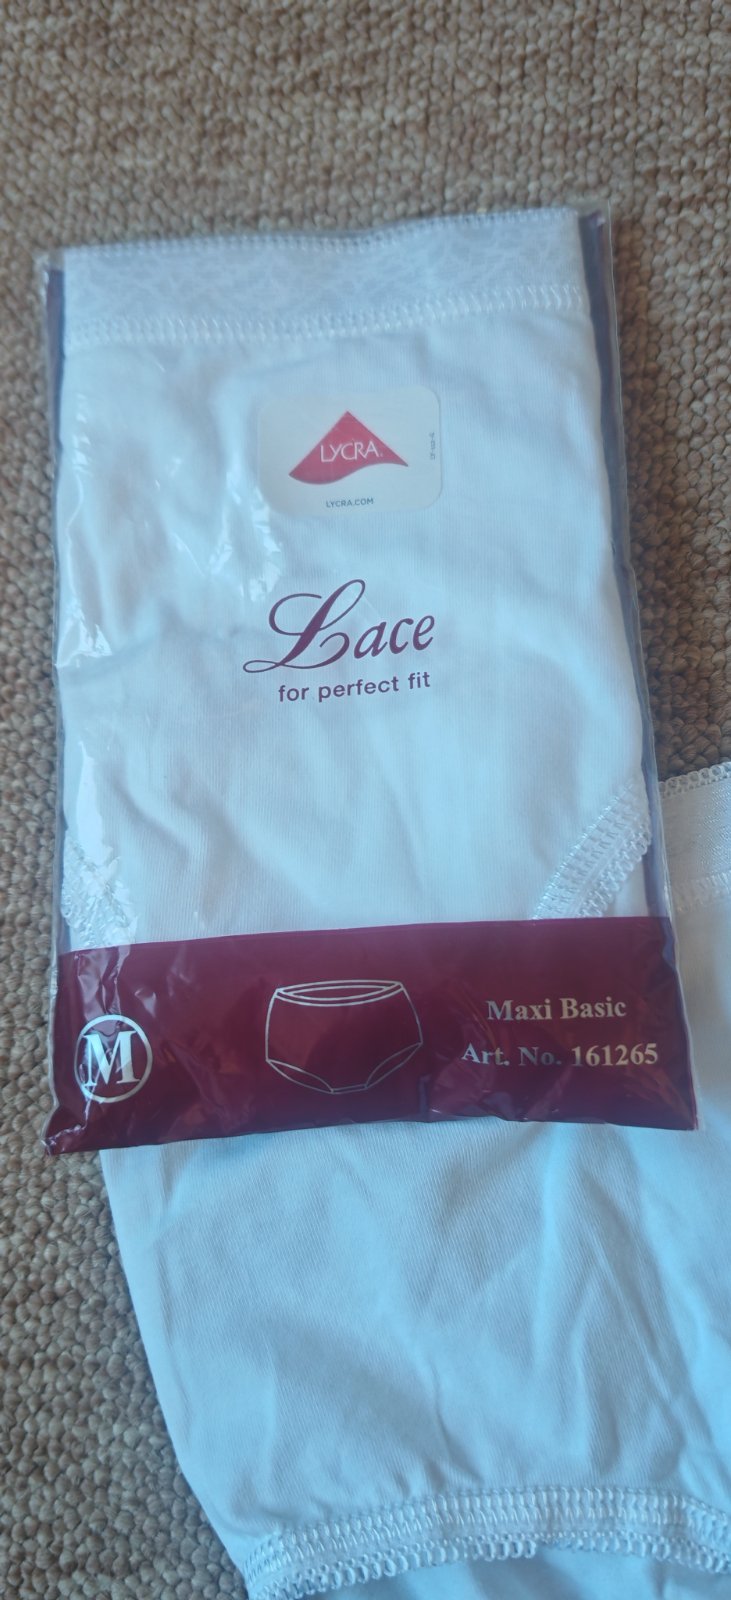 LYCRA®
LYCRA.COM
Lace
for perfect fit
M
Maxi Basic
Art. No. 161265